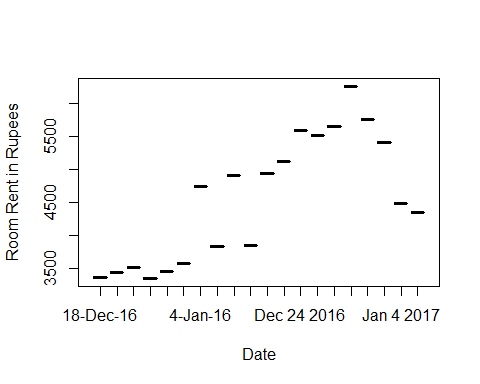 Room Rent in Rupees
5500
4500
3500
18-Dec-16 4-Jan-16 Dec 24 2016 Jan 4 2017
Date